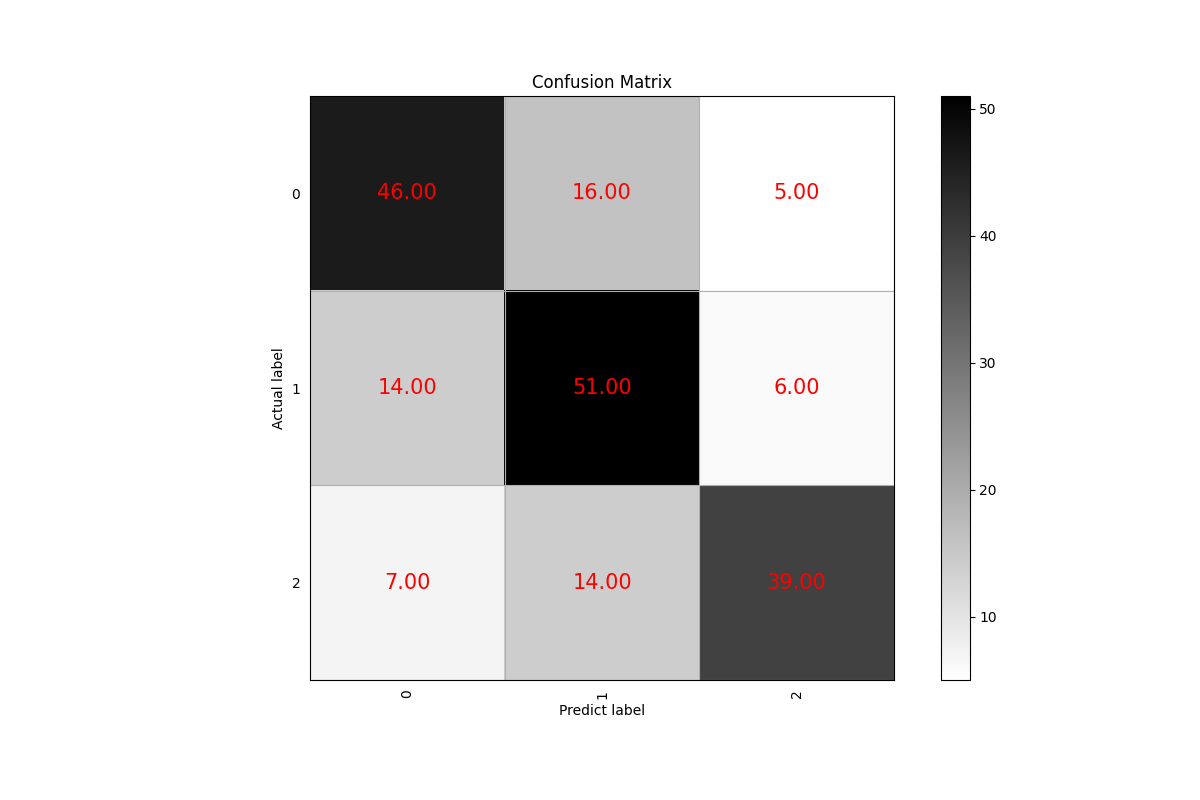 Confusion Matrix
50
0 46.00 16.00 5.00
40
30
Actual label
1 14.00 51.00 6.00
20
2 7.00 14.00 39.00
10
0 1 2
Predict label